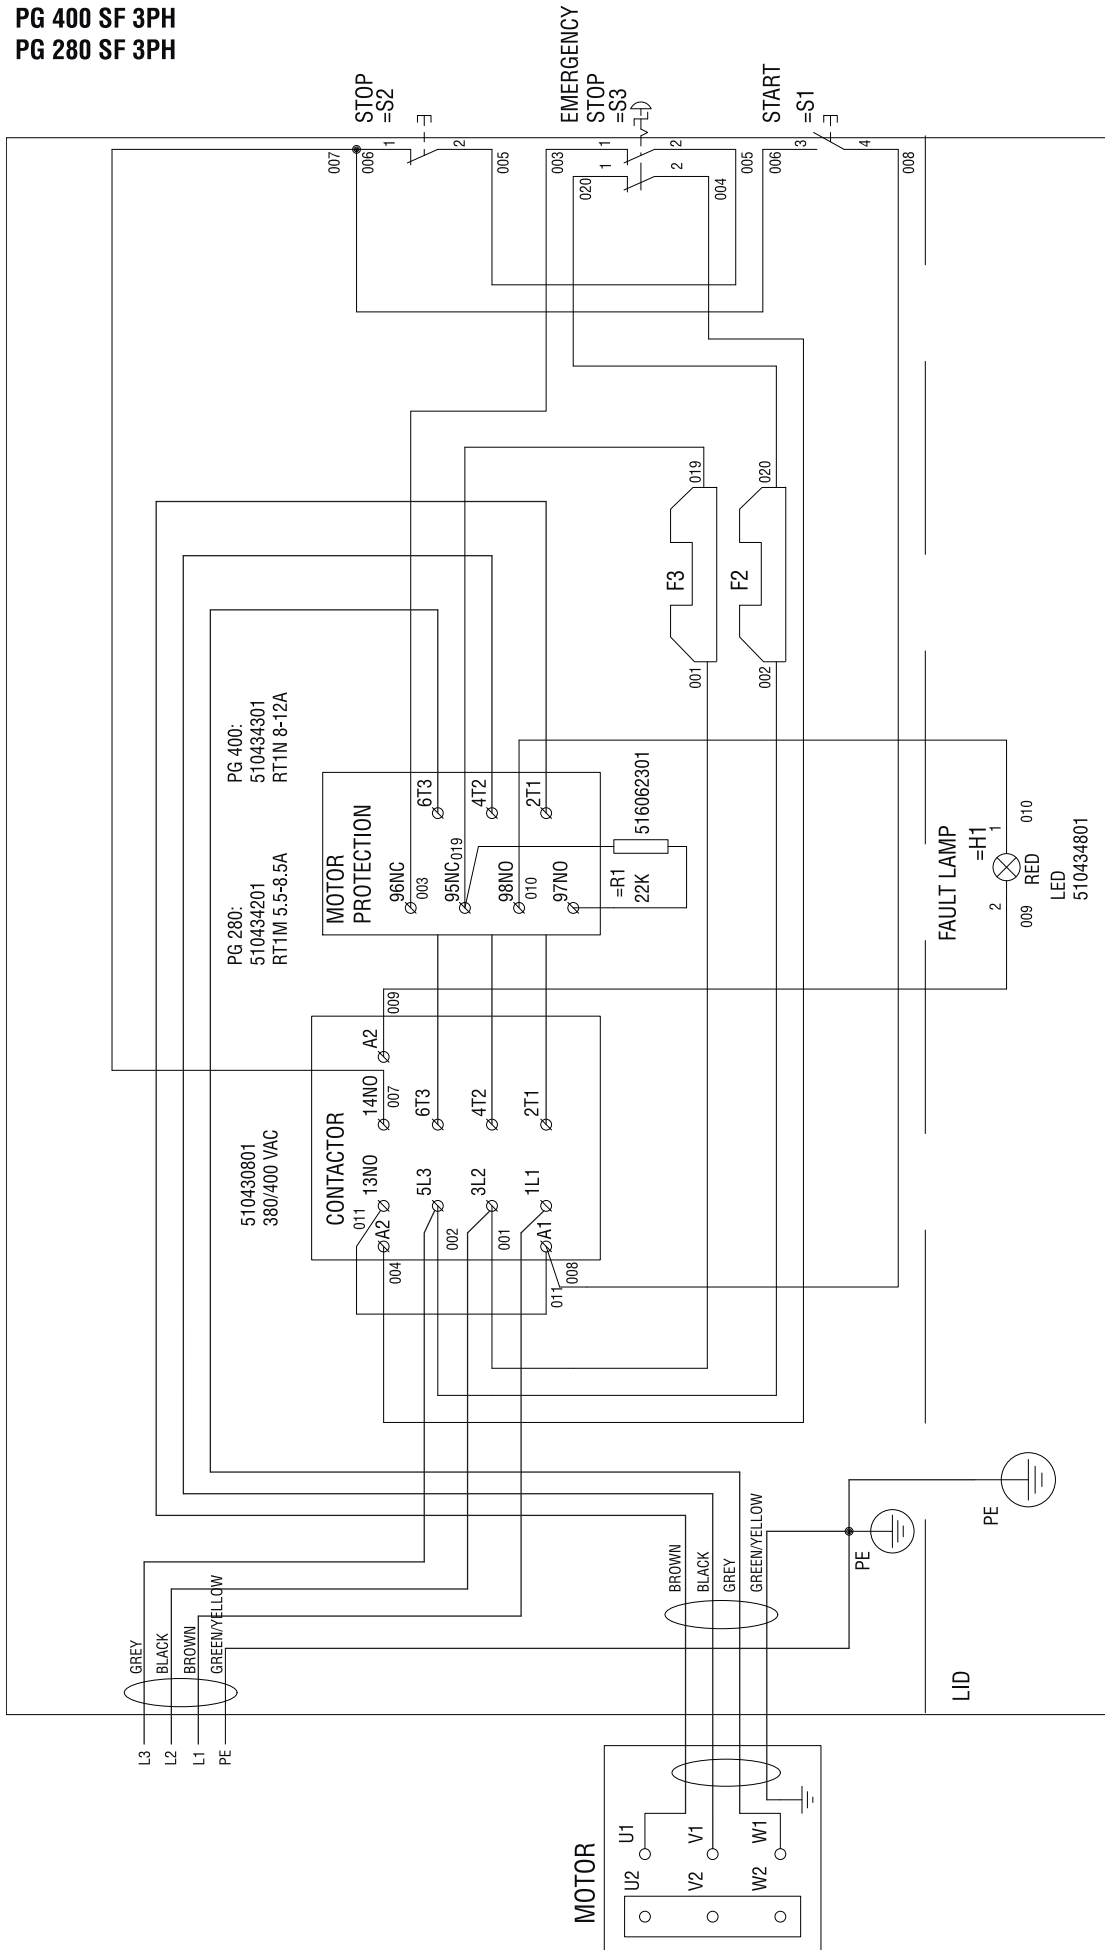 PG 400 SF 3PH
PG 280 SF 3PH
STOP
=S2
EMERGENCY
STOP
=S3
START
=S1
007
006
1
2
005
003
1
2
020
1
2
004
005
006
3
4
008
F3
001
019
F2
002
020
PG 400:
510434301
RT1N 8-12A
PG 280:
510434201
RT1M 5.5-8.5A
MOTOR
PROTECTION
96NC
003
95NC
019
98NO
010
97NO
6T3
4T2
2T1
=R1
22K
516062301
FAULT LAMP
=H1
1
2
010
009
RED
LED
510434801
510430801
380/400 VAC
CONTACTOR
A2
009
14NO
007
13NO
011
A2
004
6T3
5L3
002
4T2
3L2
001
2T1
1L1
A1
008
011
GREY
BLACK
BROWN
GREEN/YELLOW
L3
L2
L1
PE
BROWN
BLACK
GREY
GREEN/YELLOW
PE
PE
LID
MOTOR
U1
V1
W1
U2
V2
W2